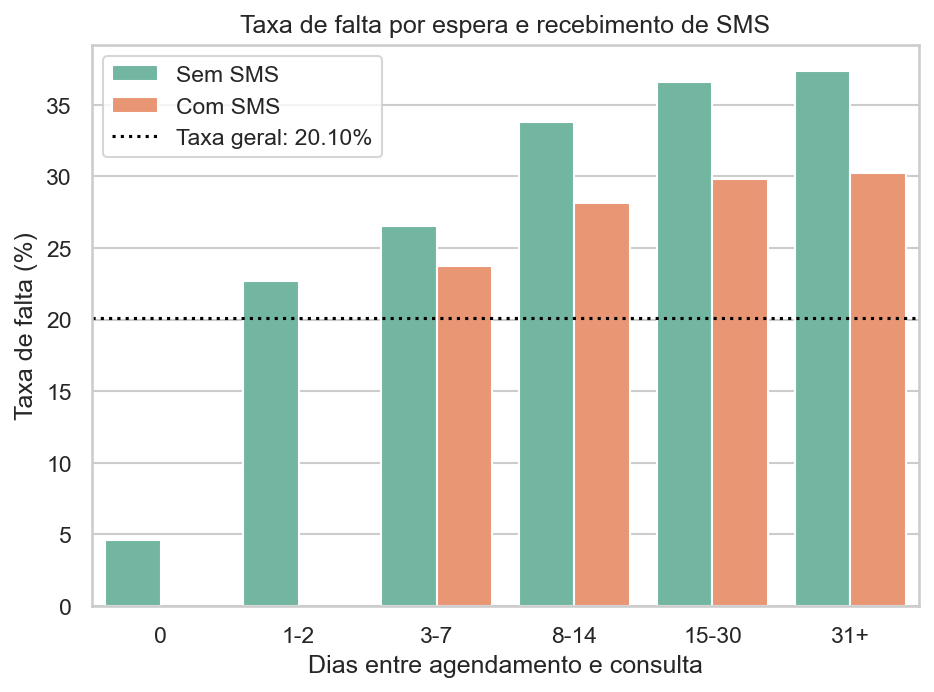 Taxa de falta por espera e recebimento de SMS
Sem SMS
Com SMS
Taxa geral: 20.10%
Taxa de falta (%)
35
30
25
20
15
10
5
0
0
1-2
3-7
8-14
15-30
31+
Dias entre agendamento e consulta